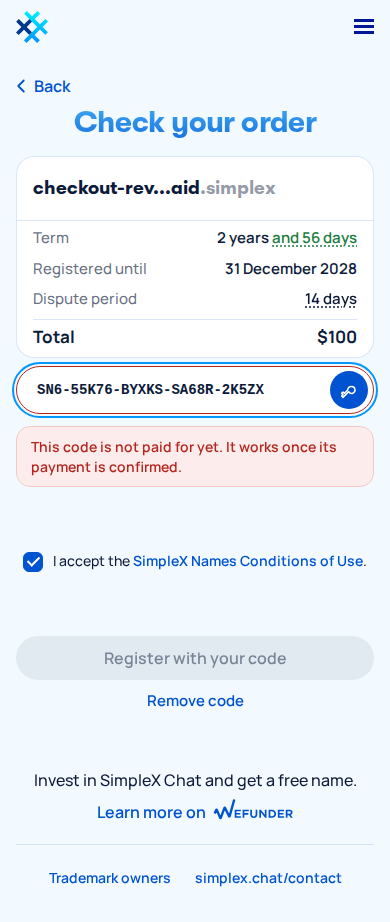 Back
Check your order
checkout-rev...aid.simplex
Term 2 years and 56 days
Registered until 31 December 2028
Dispute period 14 days
Total $100
SN6-55K76-BYXKS-SA68R-2K5ZX
This code is not paid for yet. It works once its
payment is confirmed.
I accept the SimpleX Names Conditions of Use.
Register with your code
Remove code
Invest in SimpleX Chat and get a free name.
Learn more on WEFUNDER
Trademark owners simplex.chat/contact